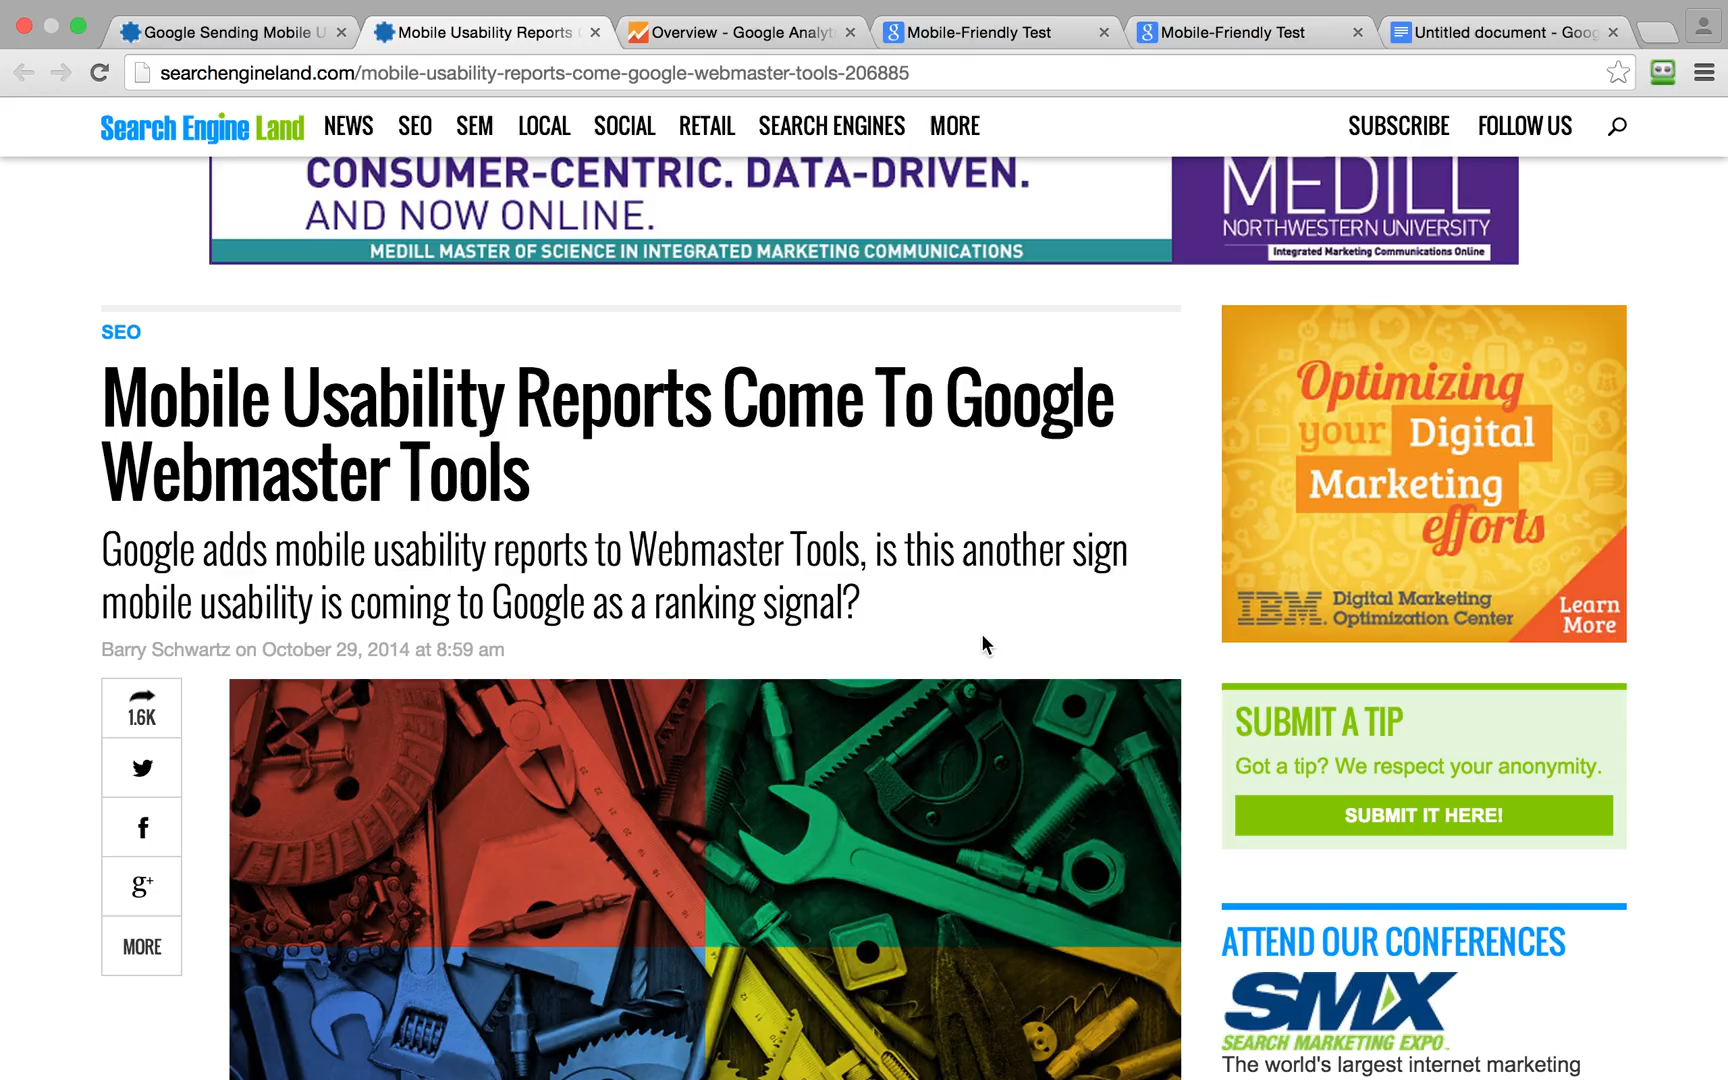 Google Sending Mobile U
Mobile Usability Reports
Overview - Google Analyt
Mobile-Friendly Test
Mobile-Friendly Test
Untitled document - Goog
searchengineland.com/mobile-usability-reports-come-google-webmaster-tools-206885
Search Engine Land
NEWS
SEO
SEM
LOCAL
SOCIAL
RETAIL
SEARCH ENGINES
MORE
SUBSCRIBE
FOLLOW US
CONSUMER-CENTRIC. DATA-DRIVEN.
AND NOW ONLINE.
MEDILL MASTER OF SCIENCE IN INTEGRATED MARKETING COMMUNICATIONS
MEDILL
NORTHWESTERN UNIVERSITY
Integrated Marketing Communications Online
SEO
Mobile Usability Reports Come To Google
Webmaster Tools
Google adds mobile usability reports to Webmaster Tools, is this another sign
mobile usability is coming to Google as a ranking signal?
Barry Schwartz on October 29, 2014 at 8:59 am
1.6K
g+
MORE
Optimizing
your Digital
Marketing
efforts
IBM. Digital Marketing
Optimization Center
Learn
More
SUBMIT A TIP
Got a tip? We respect your anonymity.
SUBMIT IT HERE!
ATTEND OUR CONFERENCES
SMX
SEARCH MARKETING EXPO
The world's largest internet marketing